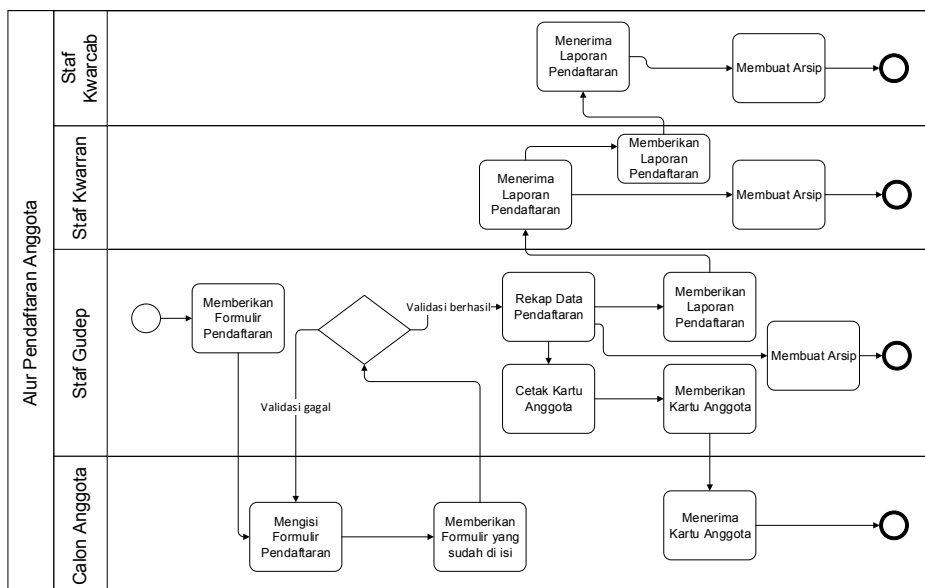 Alur Pendaftaran Anggota
Staf
Kwarcab
Menerima
Laporan
Pendaftaran
Membuat Arsip
Staf Kwarran
Menerima
Laporan
Pendaftaran
Memberikan
Laporan
Pendaftaran
Membuat Arsip
Staf Gudep
Memberikan
Formulir
Pendaftaran
Validasi berhasil
Validasi gagal
Rekap Data
Pendaftaran
Memberikan
Laporan
Pendaftaran
Membuat Arsip
Cetak Kartu
Anggota
Memberikan
Kartu Anggota
Calon Anggota
Mengisi
Formulir
Pendaftaran
Memberikan
Formulir yang
sudah di isi
Menerima
Kartu Anggota